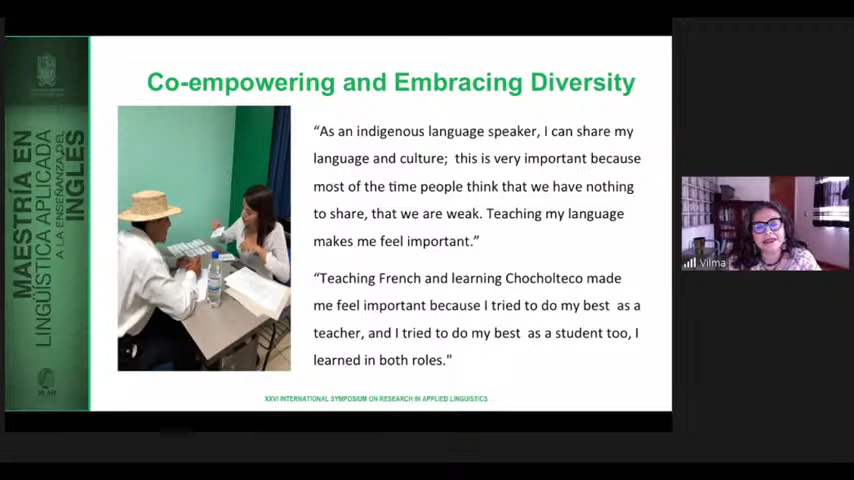 Co-empowering and Embracing Diversity
“As an indigenous language speaker, I can share my
language and culture; this is very important because
most of the time people think that we have nothing
to share, that we are weak. Teaching my language
makes me feel important.”
“Teaching French and learning Chocholteco made
me feel important because I tried to do my best as a
teacher, and I tried to do my best as a student too, I
learned in both roles."
XXVI INTERNATIONAL SYMPOSIUM ON RESEARCH IN APPLIED LINGUISTICS
MAESTRÍA EN
LINGÜÍSTICA APLICADA
A LA ENSEÑANZA DEL
INGLÉS
Vilma